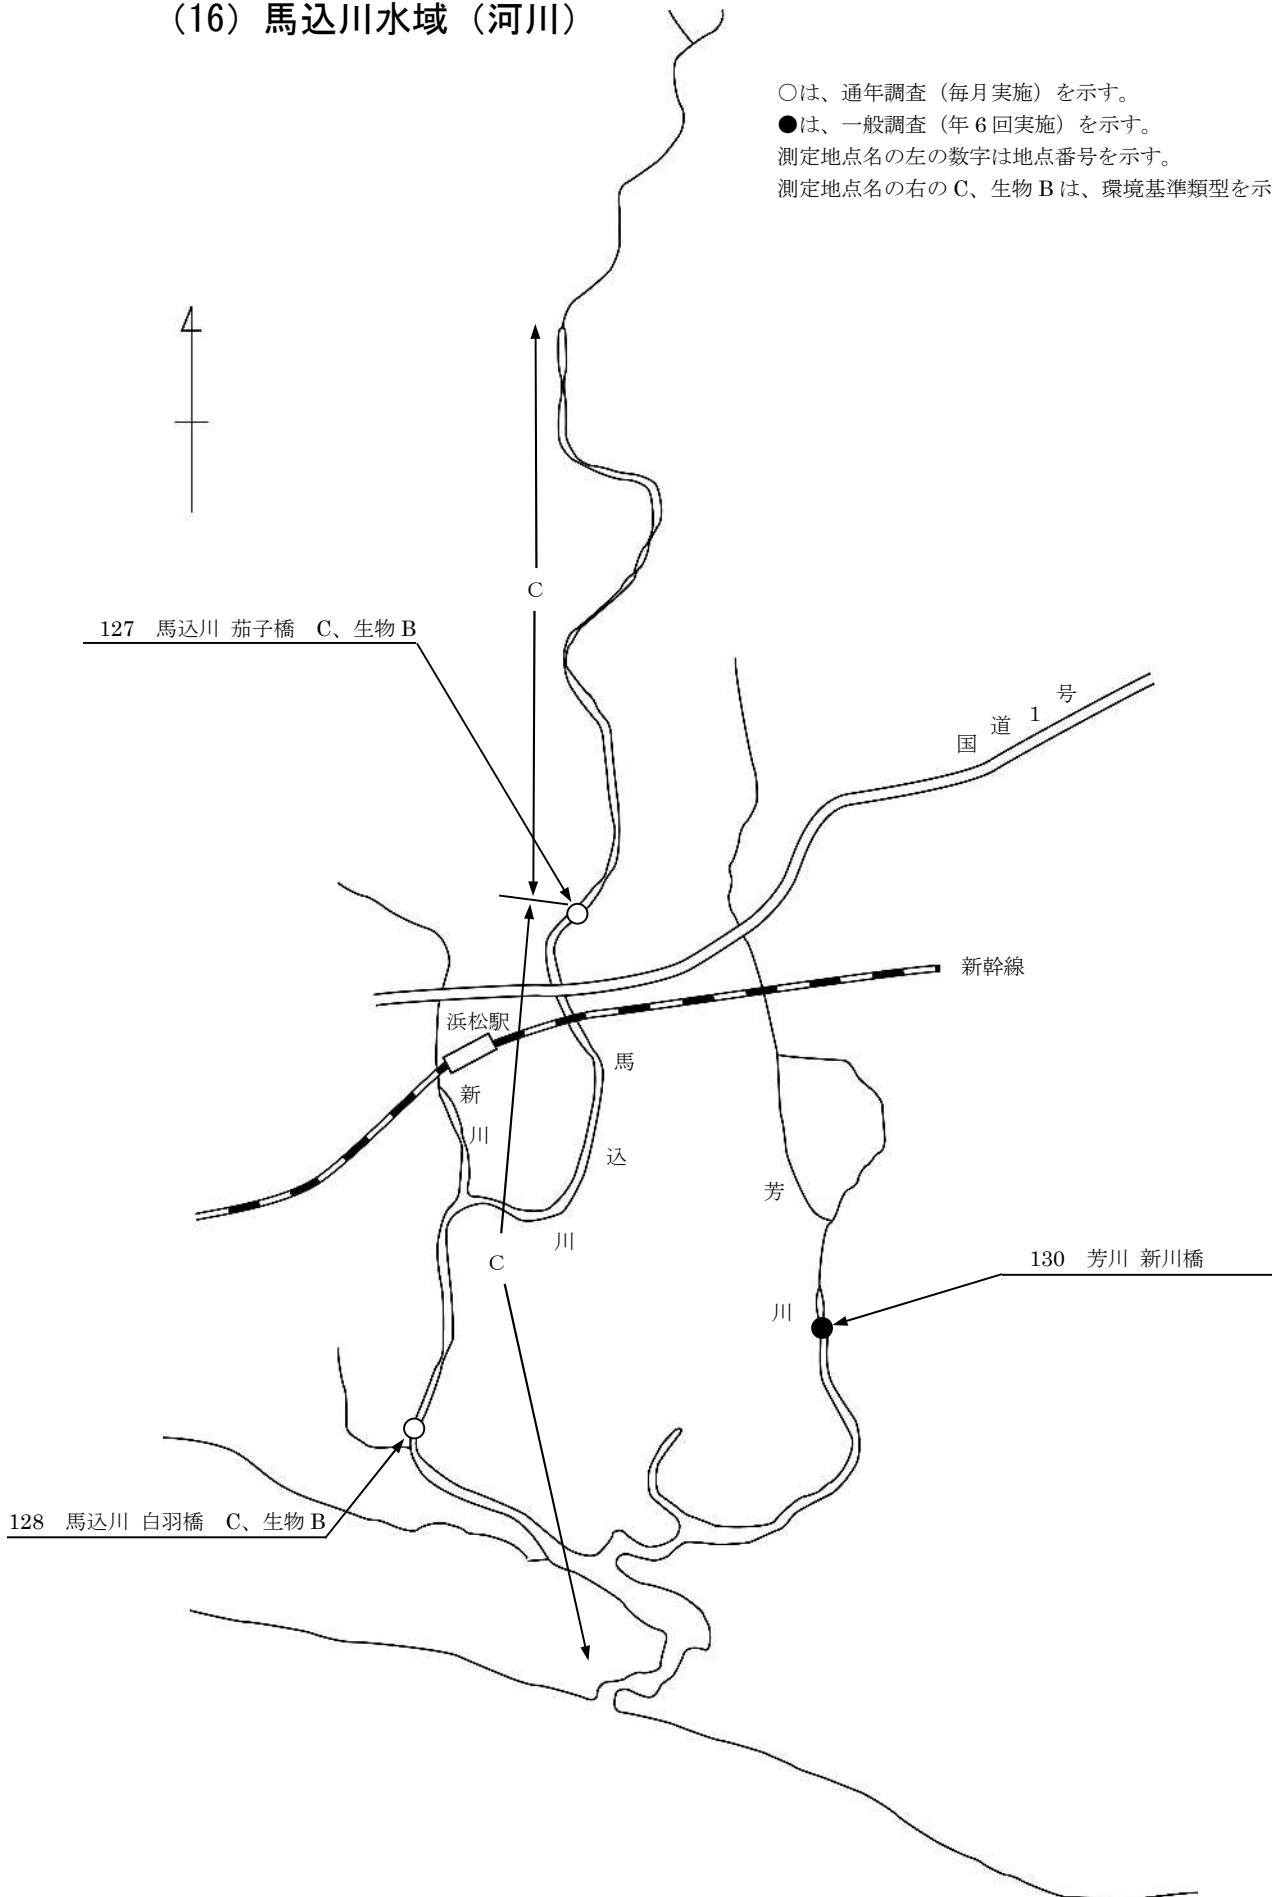 （16）馬込川水域（河川）
○は、通年調査（毎月実施）を示す。
●は、一般調査（年 6 回実施）を示す。
測定地点名の左の数字は地点番号を示す。
測定地点名の右の C、生物 B は、環境基準類型を示
C
127　馬込川 茄子橋　C、生物 B
国道1号
新幹線
浜松駅
新川
馬込川
芳川
C
130　芳川 新川橋
128　馬込川 白羽橋　C、生物 B